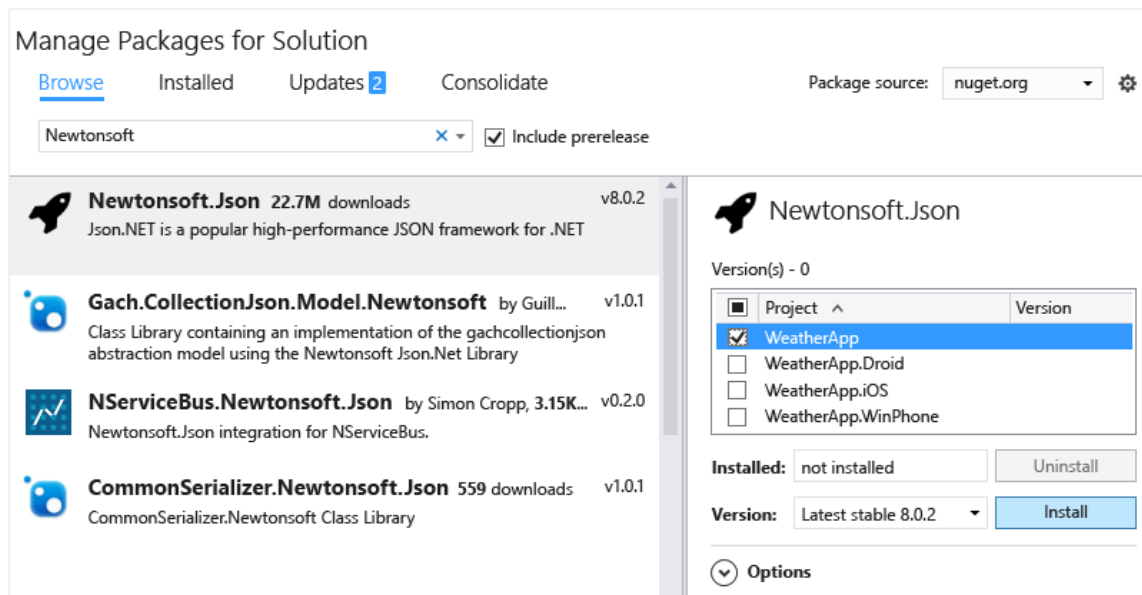 Manage Packages for Solution
Browse Installed Updates 2 Consolidate Package source: nuget.org
Newtonsoft Include prerelease
Newtonsoft.Json 22.7M downloads v8.0.2
Json.NET is a popular high-performance JSON framework for .NET
Gach.CollectionJson.Model.Newtonsoft by Guill... v1.0.1
Class Library containing an implementation of the gachcollectionjson
abstraction model using the Newtonsoft Json.Net Library
NServiceBus.Newtonsoft.Json by Simon Cropp, 3.15K... v0.2.0
Newtonsoft.Json integration for NServiceBus.
CommonSerializer.Newtonsoft.Json 559 downloads v1.0.1
CommonSerializer.Newtonsoft Class Library
Newtonsoft.Json
Version(s) - 0
Project Version
WeatherApp
WeatherApp.Droid
WeatherApp.iOS
WeatherApp.WinPhone
Installed: not installed Uninstall
Version: Latest stable 8.0.2 Install
Options